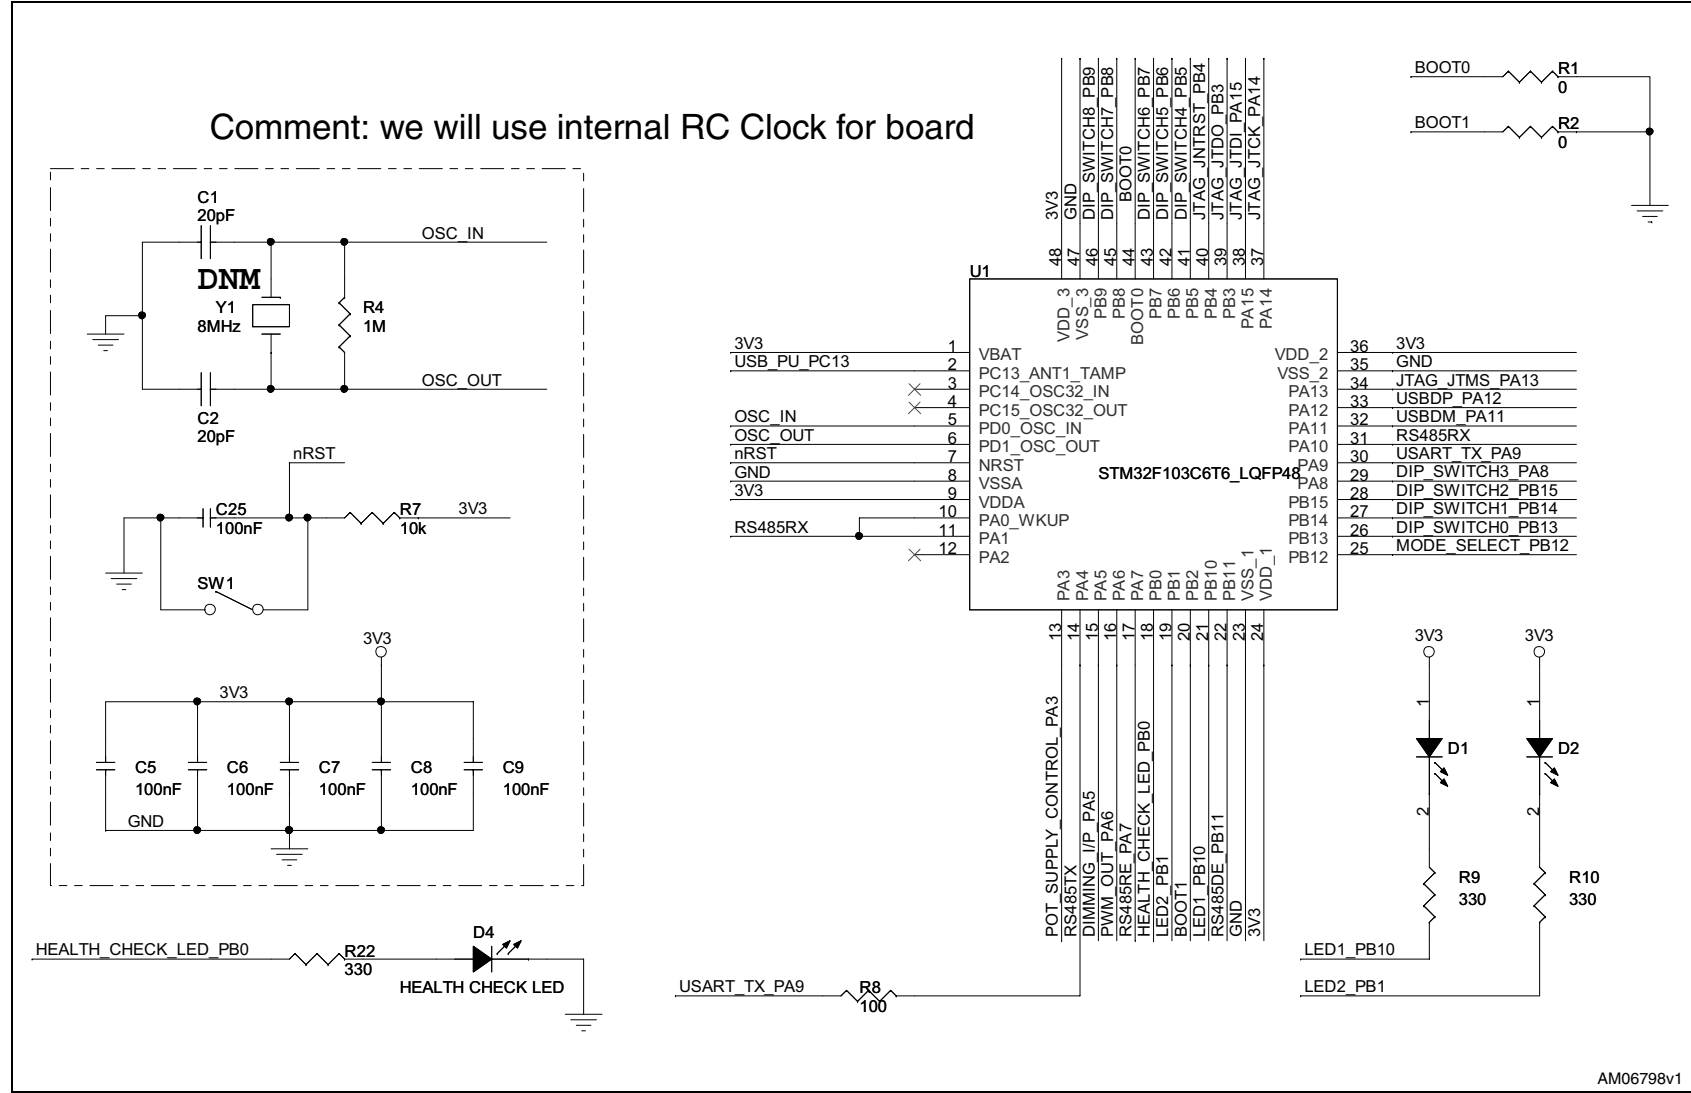 Comment: we will use internal RC Clock for board
C1
20pF
OSC_IN
DNM
Y1
8MHz
R4
1M
OSC_OUT
C2
20pF
nRST
C25
100nF
R7
10k
3V3
SW1
3V3
3V3
C5
100nF
C6
100nF
C7
100nF
C8
100nF
C9
100nF
GND
HEALTH_CHECK_LED_PB0
R22
330
D4
HEALTH CHECK LED
3V3
GND
DIP_SWITCH8_PB9
DIP_SWITCH7_PB8
BOOT0
DIP_SWITCH6_PB7
DIP_SWITCH5_PB6
DIP_SWITCH4_PB5
JTAG_JNTRST_PB4
JTAG_JTDO_PB3
JTAG_JTDI_PA15
JTAG_JTCK_PA14
48
47
46
45
44
43
42
41
40
39
38
37
U1
VDD_3
VSS_3
PB9
PB8
BOOT0
PB7
PB6
PB5
PB4
PB3
PA15
PA14
3V3 1 VBAT
USB_PU_PC13 2 PC13_ANT1_TAMP
3 PC14_OSC32_IN
4 PC15_OSC32_OUT
OSC_IN 5 PD0_OSC_IN
OSC_OUT 6 PD1_OSC_OUT
nRST 7 NRST
GND 8 VSSA
3V3 9 VDDA
10 PA0_WKUP
RS485RX 11 PA1
12 PA2
STM32F103C6T6_LQFP48
VDD_2 36 3V3
VSS_2 35 GND
PA13 34 JTAG_JTMS_PA13
PA12 33 USBDP_PA12
PA11 32 USBDM_PA11
PA10 31 RS485RX
PA9 30 USART_TX_PA9
PA8 29 DIP_SWITCH3_PA8
PB15 28 DIP_SWITCH2_PB15
PB14 27 DIP_SWITCH1_PB14
PB13 26 DIP_SWITCH0_PB13
PB12 25 MODE_SELECT_PB12
PA3
PA4
PA5
PA6
PA7
PB0
PB1
PB2
PB10
PB11
VSS_1
VDD_1
13
14
15
16
17
18
19
20
21
22
23
24
POT_SUPPLY_CONTROL_PA3
RS485TX
DIMMING_I/P_PA5
PWM_OUT_PA6
RS485RE_PA7
HEALTH_CHECK_LED_PB0
LED2_PB1
BOOT1
LED1_PB10
RS485DE_PB11
GND
3V3
USART_TX_PA9
R8
100
BOOT0
R1
0
BOOT1
R2
0
3V3
3V3
1
1
D1
D2
2
2
R9
330
R10
330
LED1_PB10
LED2_PB1
AM06798v1